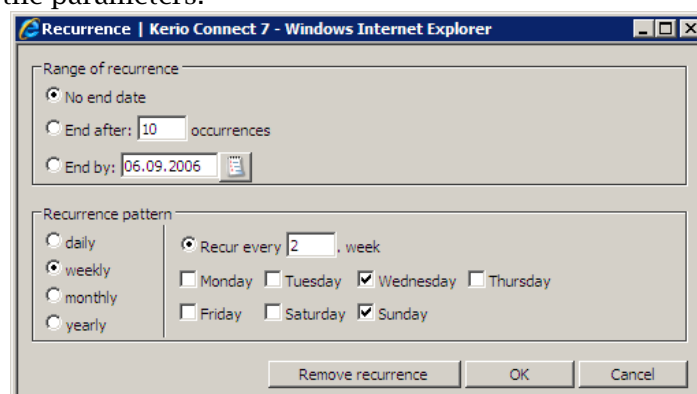 the parameters.
Recurrence | Kerio Connect 7 - Windows Internet Explorer
Range of recurrence
No end date
End after: 10 occurrences
End by: 06.09.2006
Recurrence pattern
daily
Recur every 2 . week
weekly
Monday Tuesday Wednesday Thursday
monthly
Friday Saturday Sunday
yearly
Remove recurrence OK Cancel